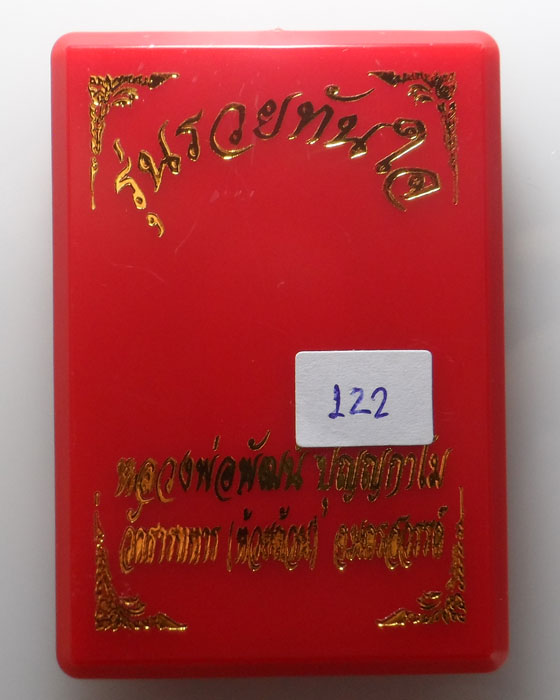 รุ่นรวยทันใจ
122
หลวงพ่อพัฒน์ ปุญญกาโม
วัดธารทหาร (ห้วยด้วน) นครสวรรค์